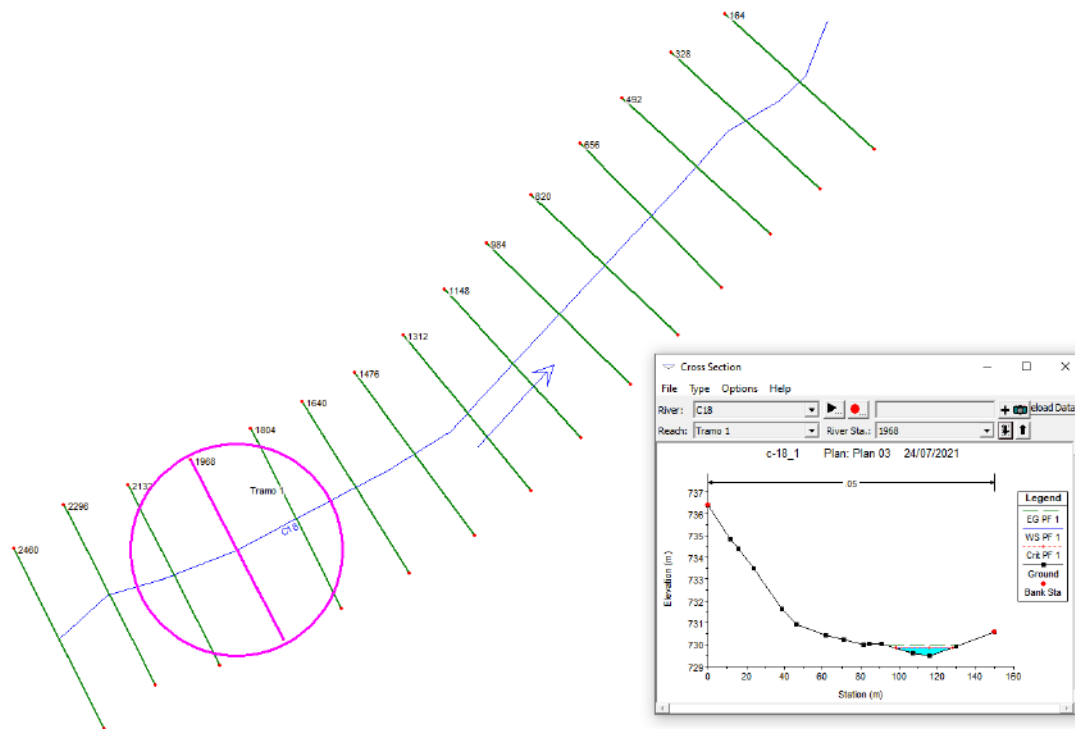 164
328
492
656
820
984
1148
1312
1476
1640
1804
1968
Tramo 1
2132
C18
2296
2460
Cross Section
File Type Options Help
River: C18
eload Data
Reach: Tramo 1 River Sta.: 1968
c-18_1 Plan: Plan 03 24/07/2021
.05
Legend
EG PF 1
WS PF 1
Crit PF 1
Ground
Bank Sta
Elevation (m)
737
736
735
734
733
732
731
730
729
0 20 40 60 80 100 120 140 160
Station (m)